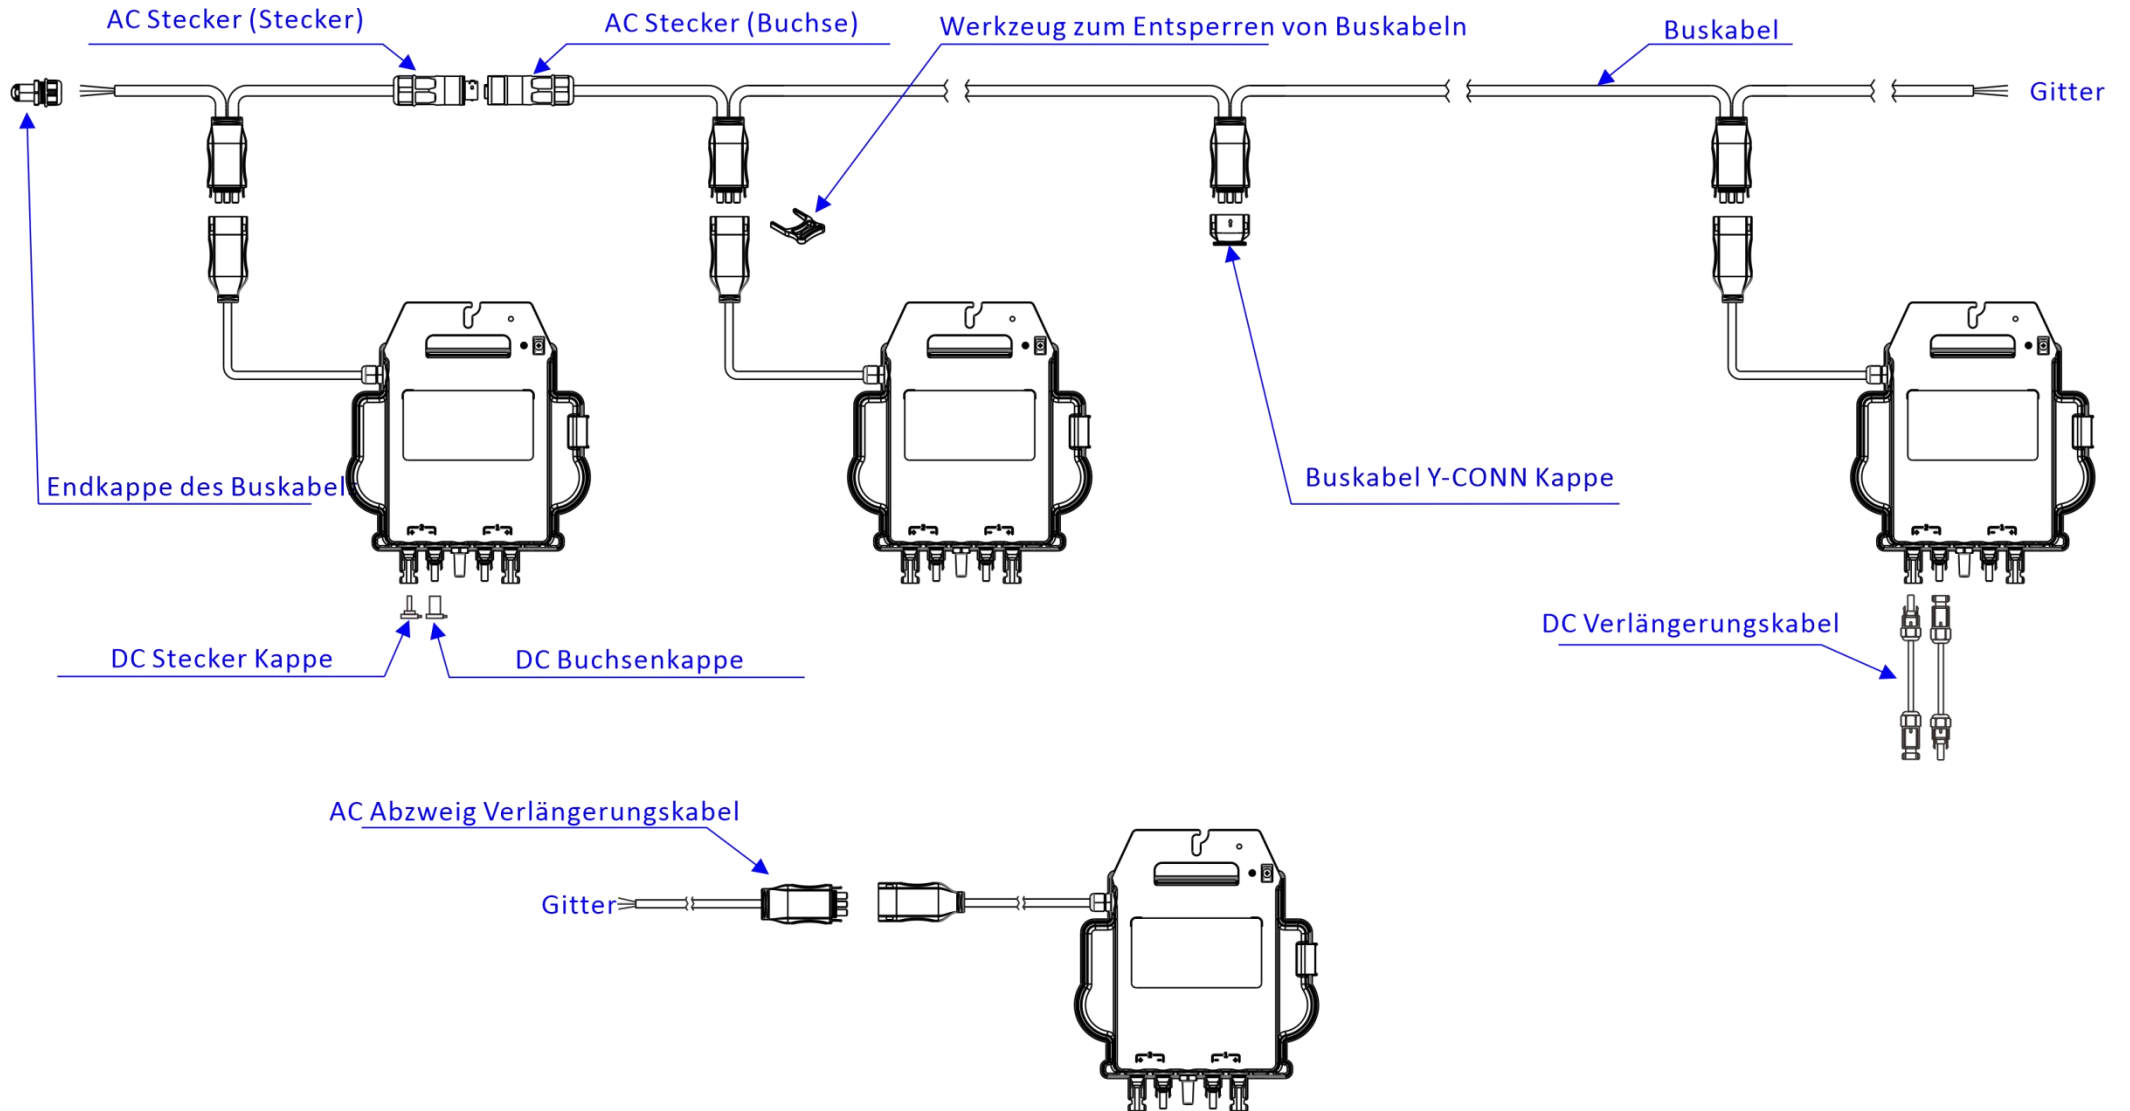 AC Stecker (Stecker)
AC Stecker (Buchse)
Werkzeug zum Entsperren von Buskabeln
Buskabel
Gitter
Endkappe des Buskabel
Buskabel Y-CONN Kappe
DC Stecker Kappe
DC Buchsenkappe
DC Verlängerungskabel
AC Abzweig Verlängerungskabel
Gitter